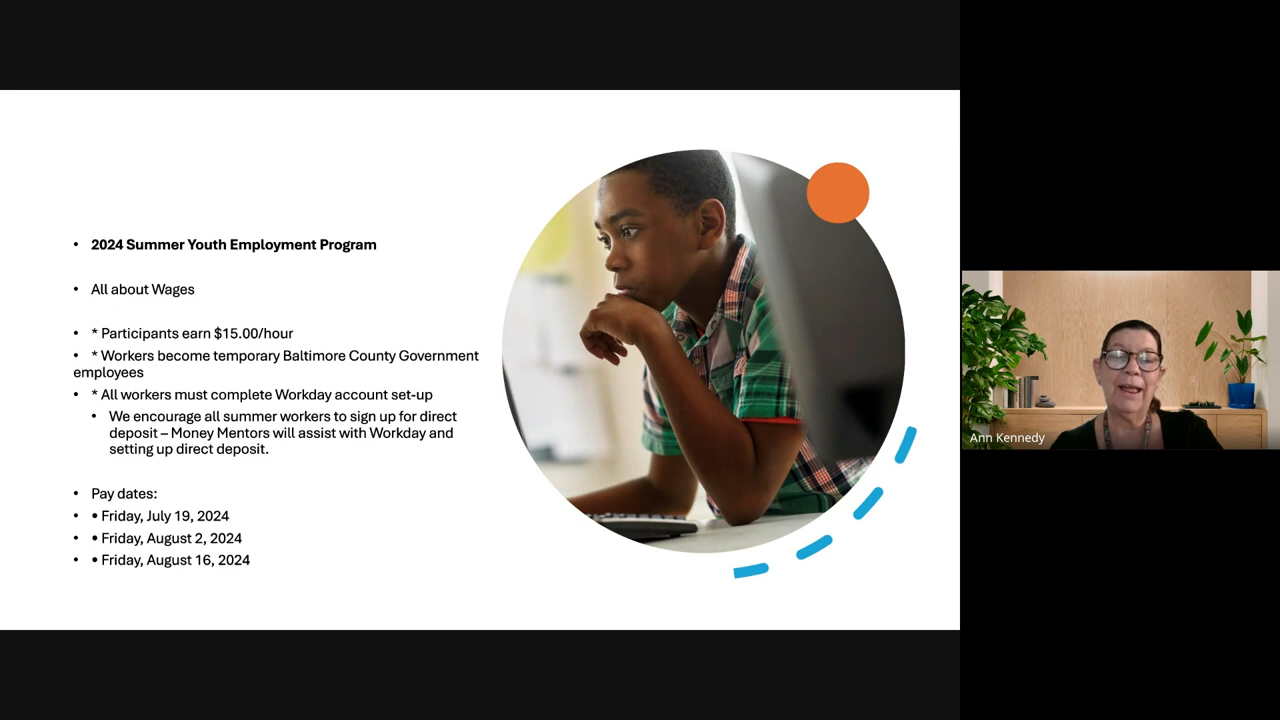 • 2024 Summer Youth Employment Program
• All about Wages
• * Participants earn $15.00/hour
• * Workers become temporary Baltimore County Government
employees
• * All workers must complete Workday account set-up
• We encourage all summer workers to sign up for direct
deposit – Money Mentors will assist with Workday and
setting up direct deposit.
• Pay dates:
• • Friday, July 19, 2024
• • Friday, August 2, 2024
• • Friday, August 16, 2024
Ann Kennedy